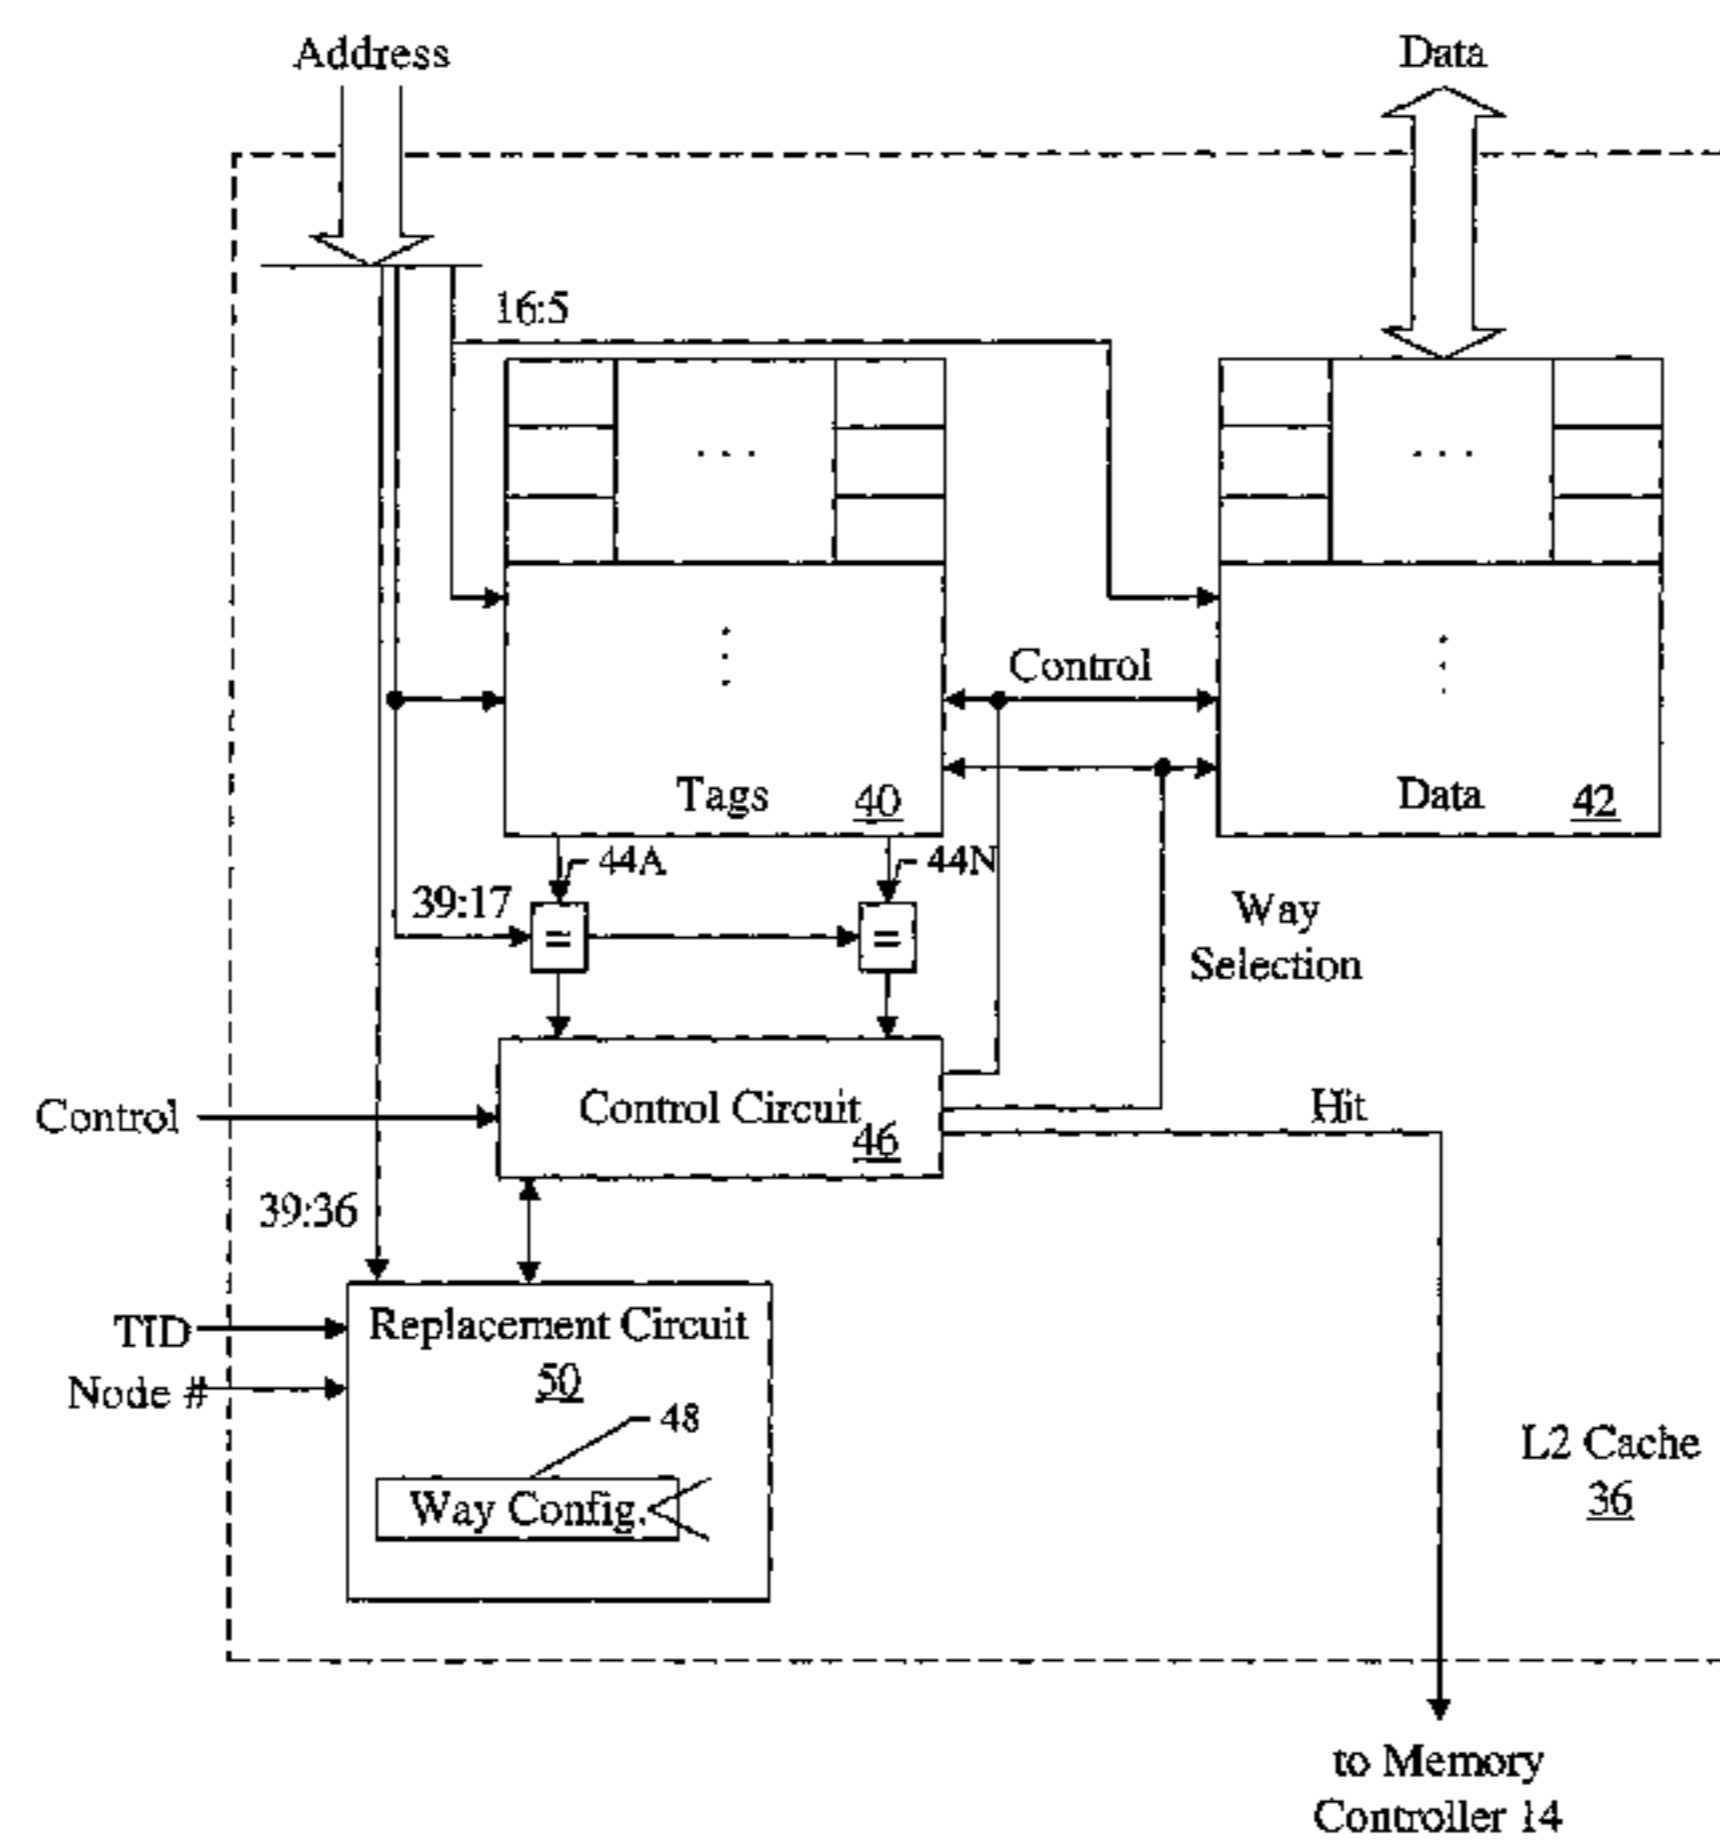 Address
Data
16:5
. . .
. . .
Control
Tags
40
Data
42
44A
44N
39:17
=
=
Way
Selection
Control
Control Circuit
46
Hit
39:36
TID
Replacement Circuit
50
Node #
48
Way Config.
L2 Cache
36
to Memory
Controller 14